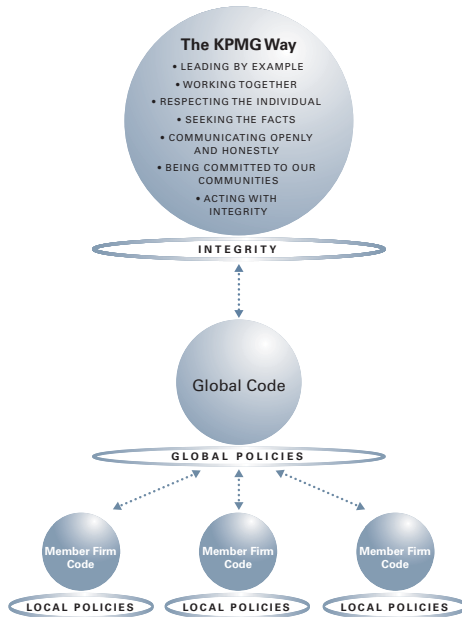 The KPMG Way
• LEADING BY EXAMPLE
• WORKING TOGETHER
• RESPECTING THE INDIVIDUAL
• SEEKING THE FACTS
• COMMUNICATING OPENLY
AND HONESTLY
• BEING COMMITTED TO OUR
COMMUNITIES
• ACTING WITH
INTEGRITY
INTEGRITY
Global Code
GLOBAL POLICIES
Member Firm
Code
Member Firm
Code
Member Firm
Code
LOCAL POLICIES
LOCAL POLICIES
LOCAL POLICIES